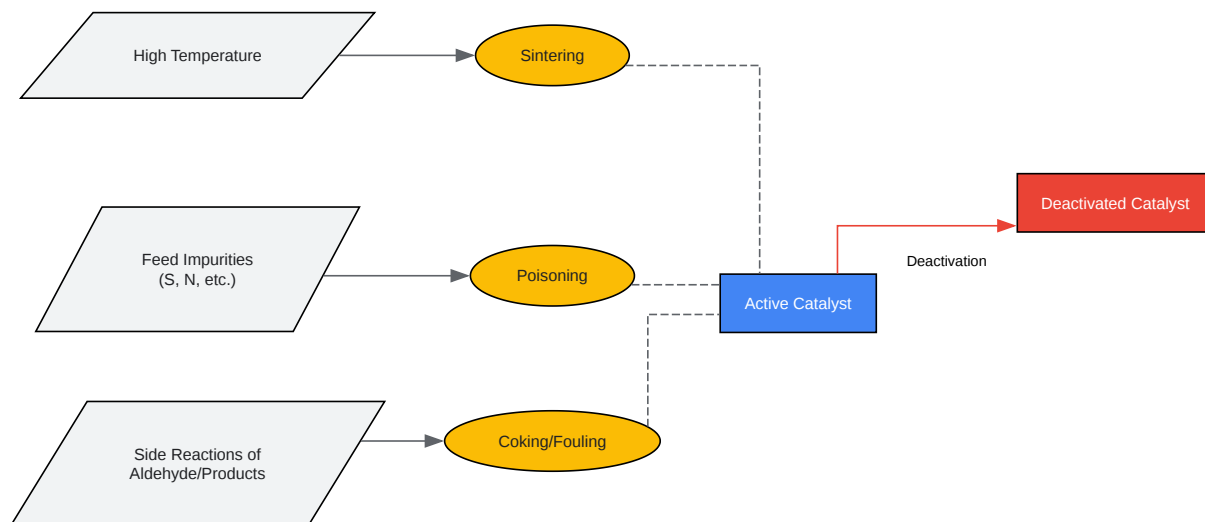 High Temperature
Sintering
Deactivated Catalyst
Deactivation
Feed Impurities
(S, N, etc.)
Poisoning
Active Catalyst
Side Reactions of
Aldehyde/Products
Coking/Fouling